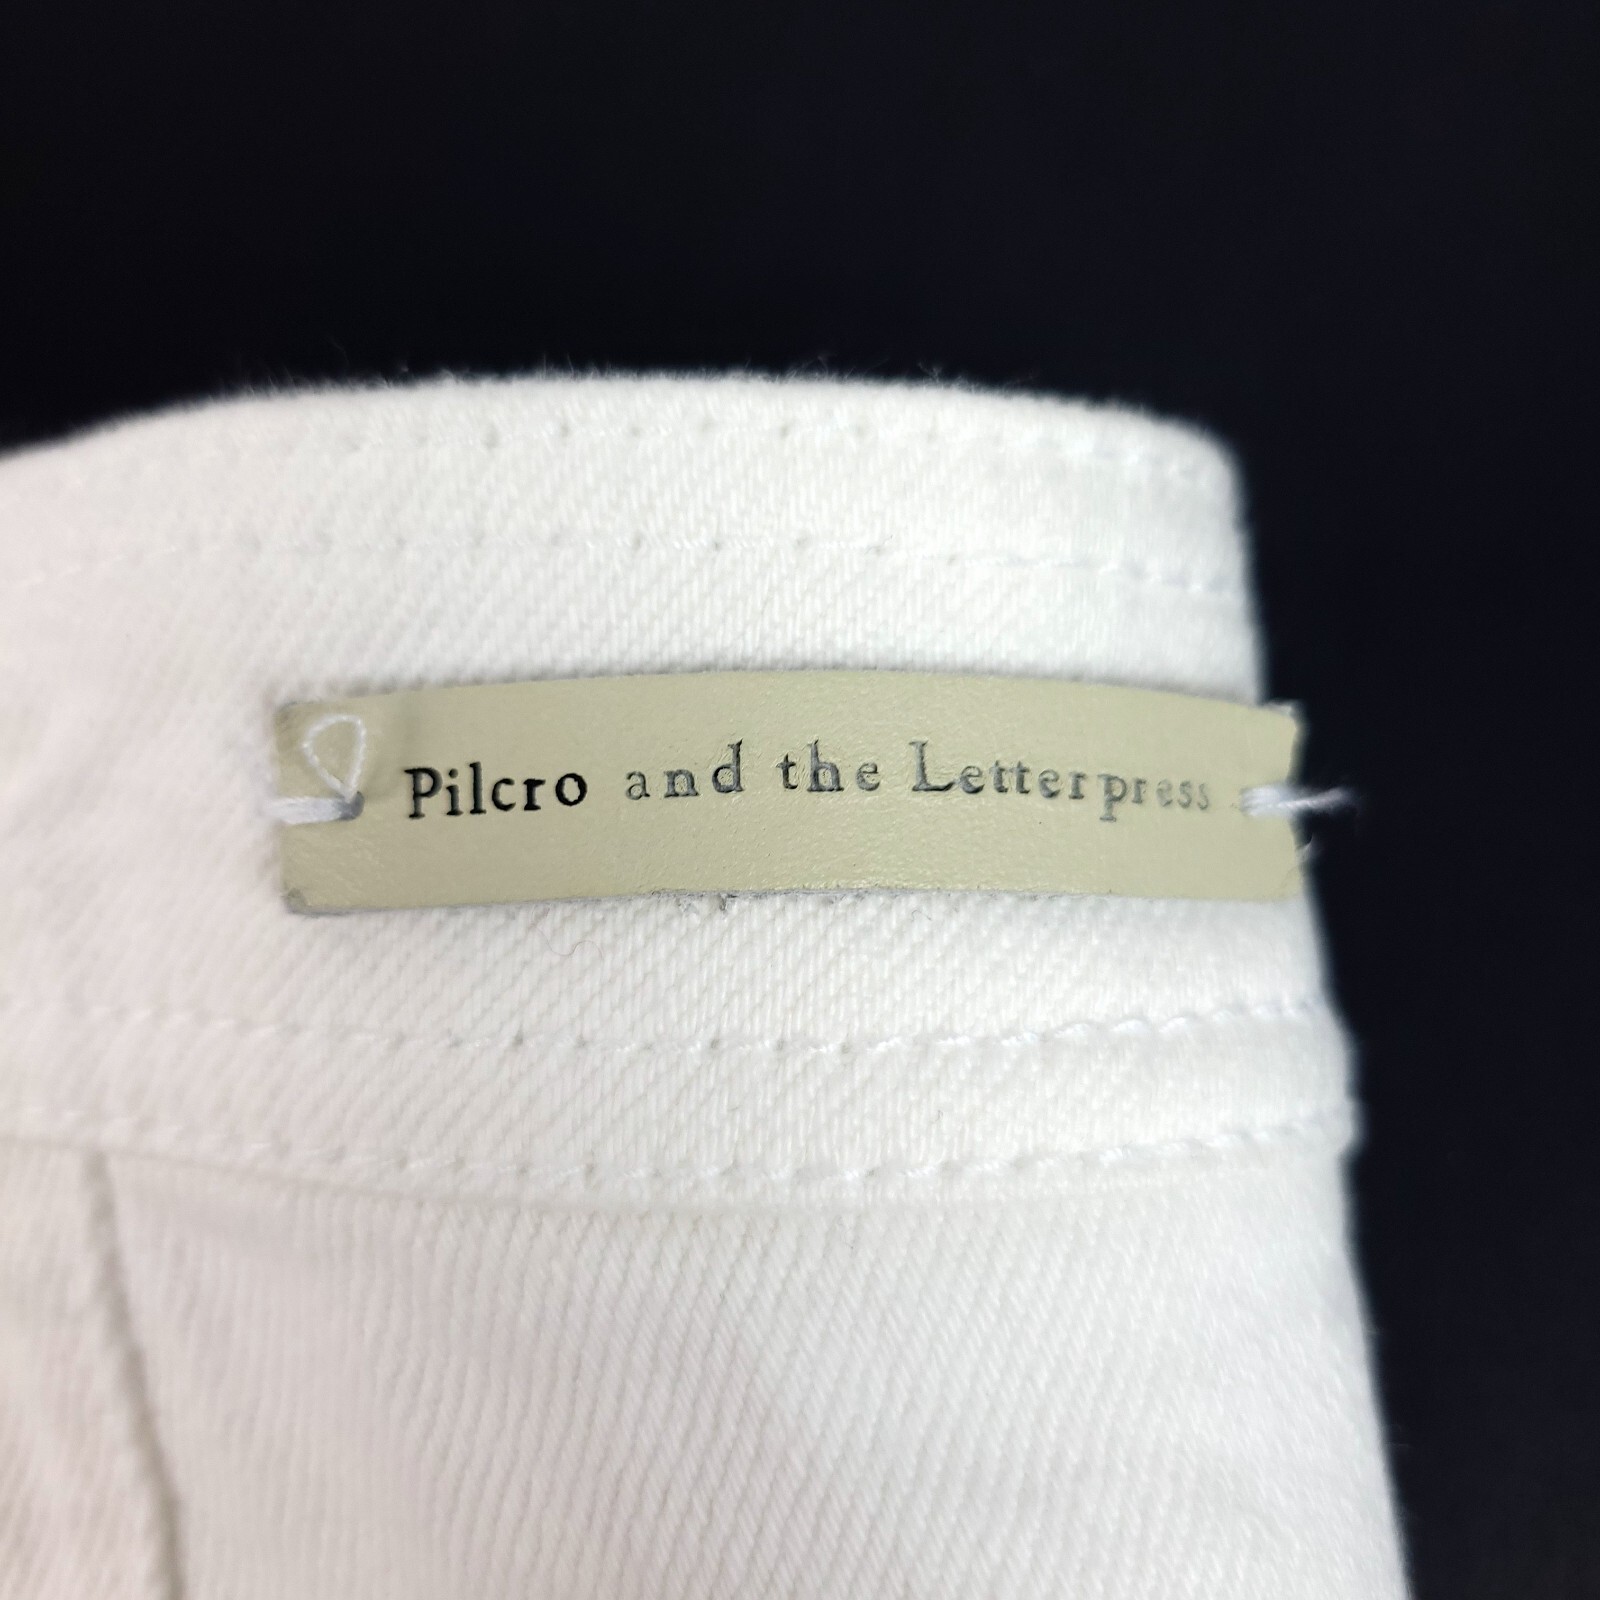 Pilcro and the Letterpress